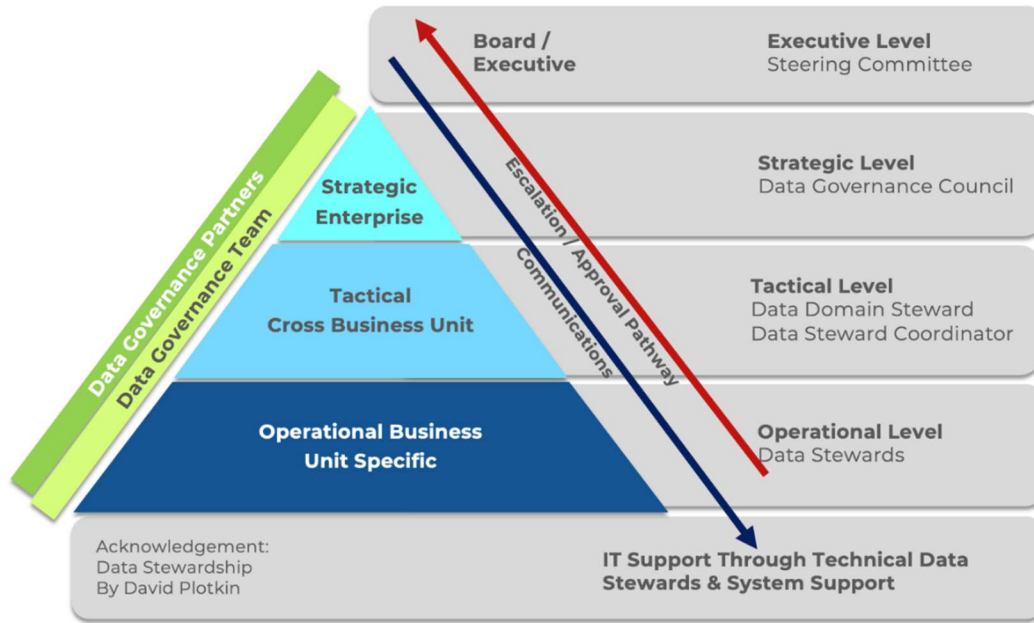 Board /
Executive
Executive Level
Steering Committee
Strategic
Enterprise
Strategic Level
Data Governance Council
Tactical
Cross Business Unit
Tactical Level
Data Domain Steward
Data Steward Coordinator
Operational Business
Unit Specific
Operational Level
Data Stewards
Data Governance Partners
Data Governance Team
Escalation / Approval Pathway
Communications
Acknowledgement:
Data Stewardship
By David Plotkin
IT Support Through Technical Data
Stewards & System Support